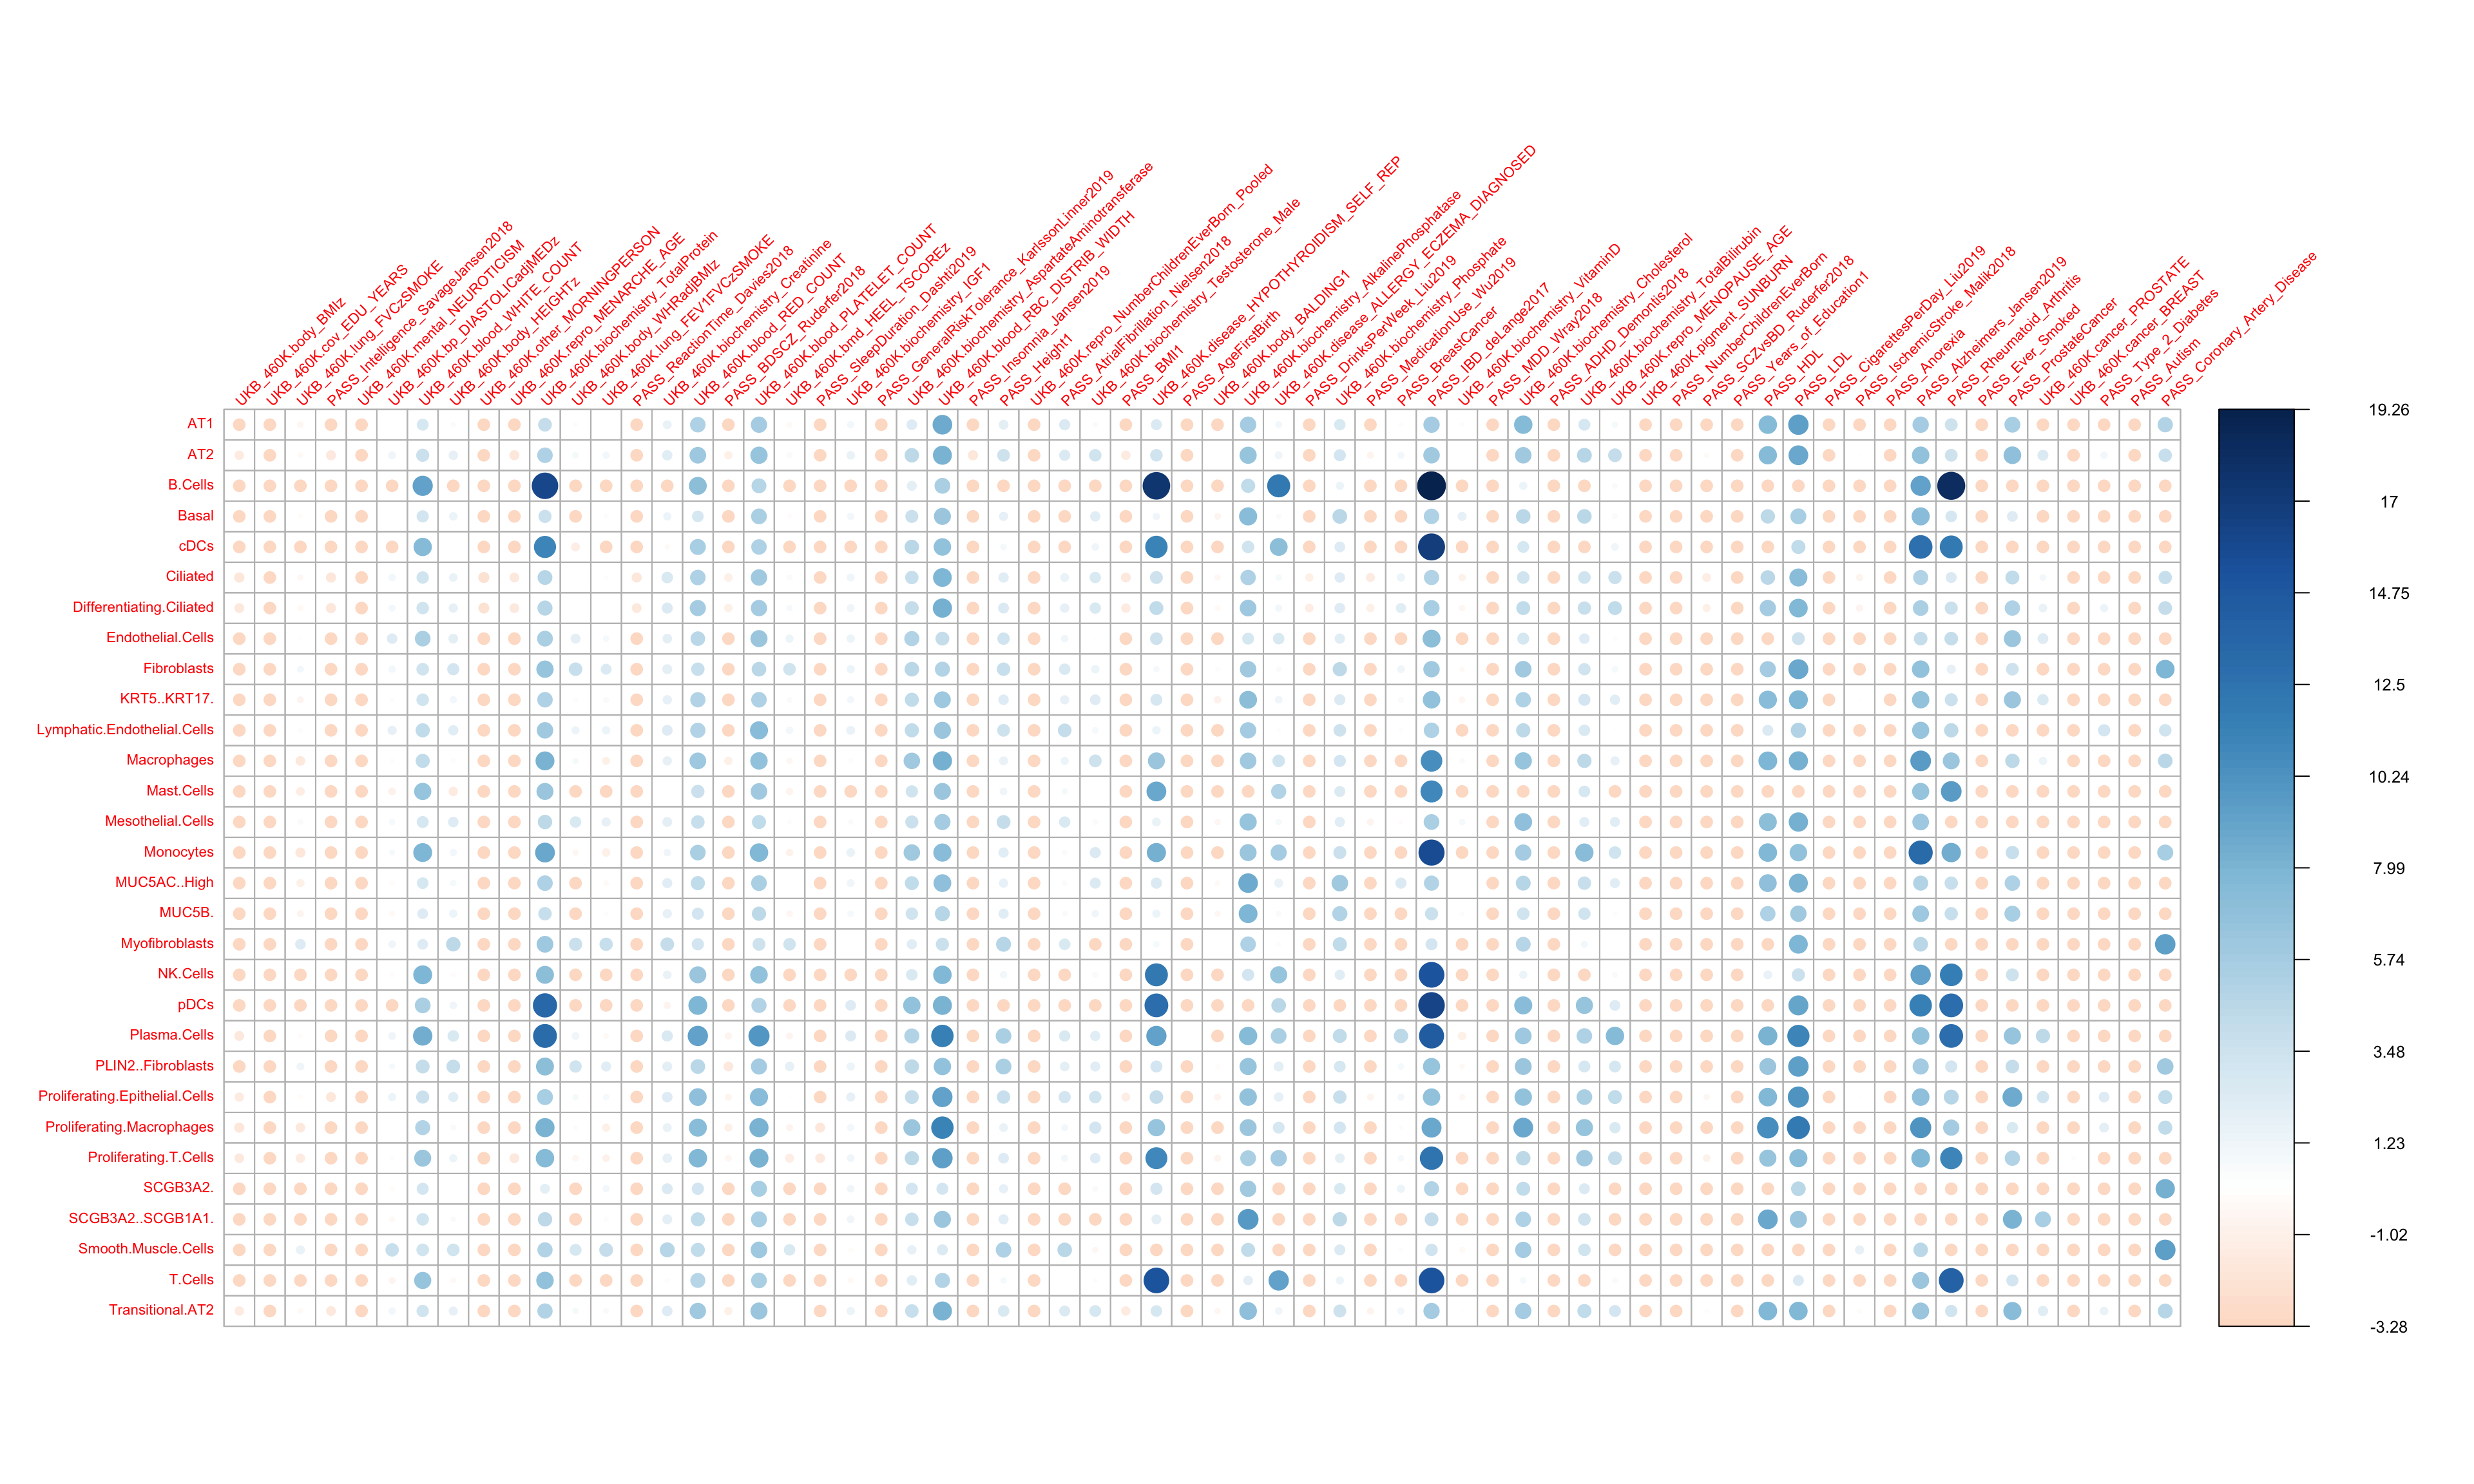 UKB_460K.body_BMIz
UKB_460K.cov_EDU_YEARS
UKB_460K.lung_FVCzSMOKE
PASS_Intelligence_SavageJansen2018
UKB_460K.mental_NEUROTICISM
UKB_460K.bp_DIASTOLICadjMEDz
UKB_460K.blood_WHITE_COUNT
UKB_460K.body_HEIGHTz
UKB_460K.other_MORNINGPERSON
UKB_460K.repro_MENARCHE_AGE
UKB_460K.biochemistry_TotalProtein
UKB_460K.body_WHRadjBMIz
UKB_460K.lung_FEV1FVCzSMOKE
PASS_ReactionTime_Davies2018
UKB_460K.biochemistry_Creatinine
UKB_460K.blood_RED_COUNT
PASS_BDSCZ_Ruderfer2018
UKB_460K.blood_PLATELET_COUNT
UKB_460K.bmd_HEEL_TSCOREz
PASS_SleepDuration_Dashti2019
UKB_460K.biochemistry_IGF1
PASS_GeneralRiskTolerance_KarlssonLinner2019
UKB_460K.biochemistry_AspartateAminotransferase
UKB_460K.blood_RBC_DISTRIB_WIDTH
PASS_Insomnia_Jansen2019
PASS_Height1
UKB_460K.repro_NumberChildrenEverBorn_Pooled
PASS_AtrialFibrillation_Nielsen2018
UKB_460K.biochemistry_Testosterone_Male
PASS_BMI1
UKB_460K.disease_HYPOTHYROIDISM_SELF_REP
PASS_AgeFirstBirth
UKB_460K.body_BALDING1
UKB_460K.biochemistry_AlkalinePhosphatase
UKB_460K.disease_ALLERGY_ECZEMA_DIAGNOSED
PASS_DrinksPerWeek_Liu2019
UKB_460K.biochemistry_Phosphate
PASS_MedicationUse_Wu2019
PASS_BreastCancer
PASS_IBD_deLange2017
UKB_460K.biochemistry_VitaminD
PASS_MDD_Wray2018
UKB_460K.biochemistry_Cholesterol
PASS_ADHD_Demontis2018
UKB_460K.biochemistry_TotalBilirubin
UKB_460K.repro_MENOPAUSE_AGE
UKB_460K.pigment_SUNBURN
PASS_NumberChildrenEverBorn
PASS_SCZvsBD_Ruderfer2018
PASS_Years_of_Education1
PASS_HDL
PASS_LDL
PASS_CigarettesPerDay_Liu2019
PASS_IschemicStroke_Malik2018
PASS_Anorexia
PASS_Alzheimers_Jansen2019
PASS_Rheumatoid_Arthritis
PASS_Ever_Smoked
PASS_ProstateCancer
UKB_460K.cancer_PROSTATE
UKB_460K.cancer_BREAST
PASS_Type_2_Diabetes
PASS_Autism
PASS_Coronary_Artery_Disease
AT1
AT2
B.Cells
Basal
cDCs
Ciliated
Differentiating.Ciliated
Endothelial.Cells
Fibroblasts
KRT5..KRT17.
Lymphatic.Endothelial.Cells
Macrophages
Mast.Cells
Mesothelial.Cells
Monocytes
MUC5AC..High
MUC5B.
Myofibroblasts
NK.Cells
pDCs
Plasma.Cells
PLIN2..Fibroblasts
Proliferating.Epithelial.Cells
Proliferating.Macrophages
Proliferating.T.Cells
SCGB3A2.
SCGB3A2..SCGB1A1.
Smooth.Muscle.Cells
T.Cells
Transitional.AT2
19.26
17
14.75
12.5
10.24
7.99
5.74
3.48
1.23
-1.02
-3.28